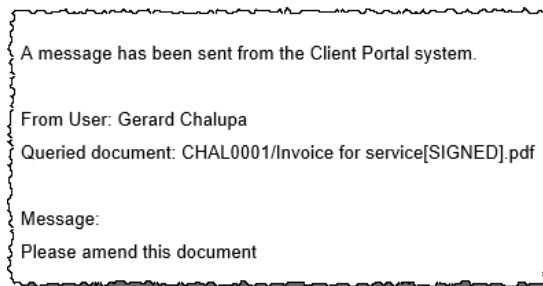 A message has been sent from the Client Portal system.
From User: Gerard Chalupa
Queried document: CHAL0001/Invoice for service[SIGNED].pdf
Message:
Please amend this document